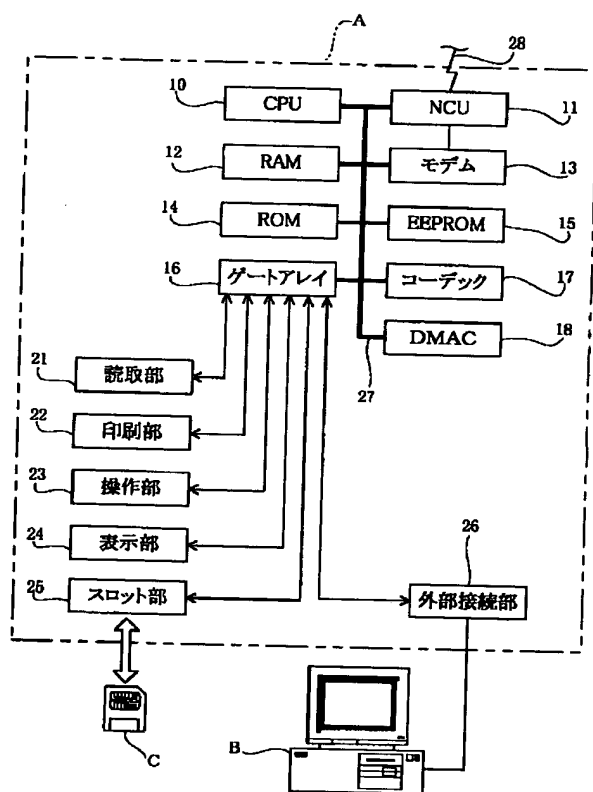 A
28
10
CPU
NCU
11
12
RAM
モデム
13
14
ROM
EEPROM
15
16
ゲートアレイ
コーデック
17
DMAC
18
27
21
読取部
22
印刷部
23
操作部
24
表示部
25
スロット部
26
外部接続部
B
C